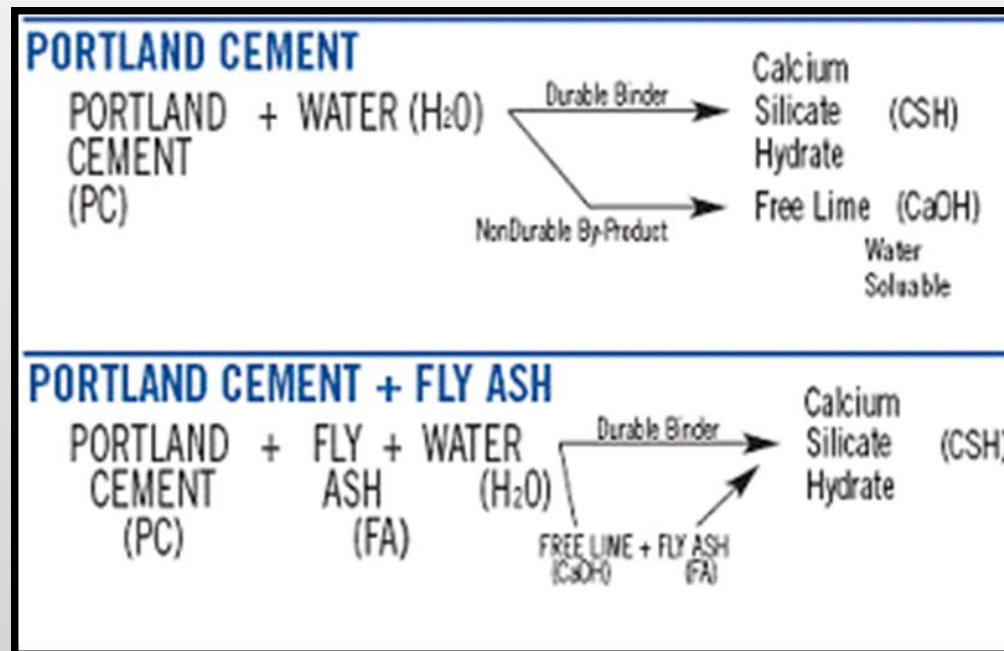 PORTLAND CEMENT
PORTLAND + WATER (H2O)
CEMENT
(PC)
Durable Binder
Calcium
Silicate (CSH)
Hydrate
NonDurable By-Product
Free Lime (CaOH)
Water
Soluable
PORTLAND CEMENT + FLY ASH
PORTLAND + FLY + WATER
CEMENT ASH (H2O)
(PC) (FA)
Durable Binder
Calcium
Silicate (CSH)
Hydrate
FREE LIME + FLY ASH
(CaOH) (FA)